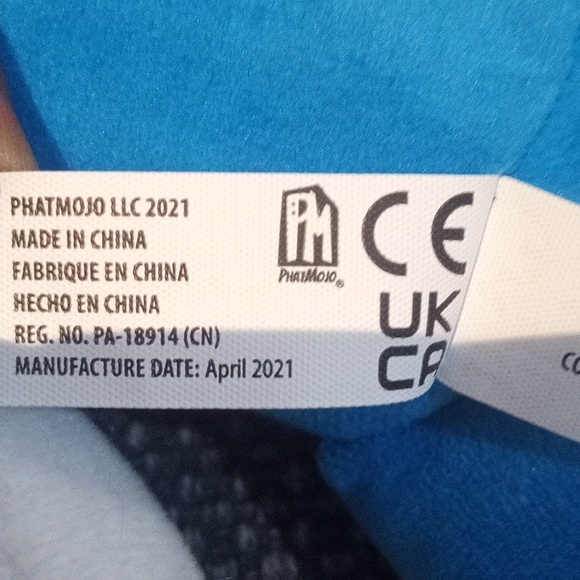 PHATMOJO LLC 2021
MADE IN CHINA
FABRIQUE EN CHINA
HECHO EN CHINA
REG. NO. PA-18914 (CN)
MANUFACTURE DATE: April 2021
PM
PHATMOJO®
CE
UK
CA